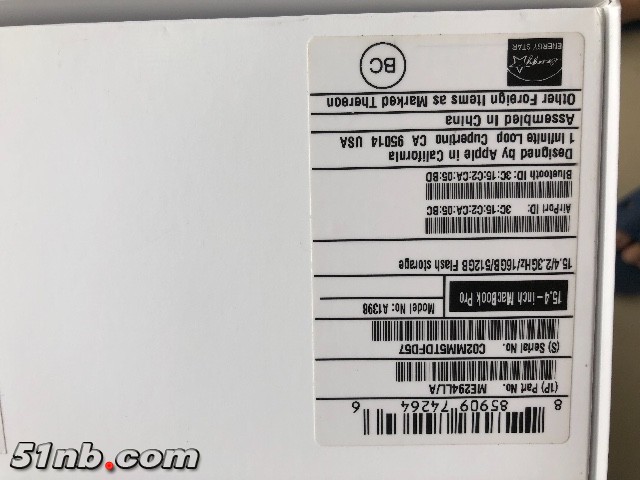 8 85909 74264 6
(1P) Part No. ME294LL/A
(S) Serial No. C02MM5TDFD57
15.4-inch MacBook Pro
Model No: A1398
15.4/2.3GHz/16GB/512GB Flash storage
AirPort ID: 3C:15:C2:CA:05:BC
Bluetooth ID: 3C:15:C2:CA:05:BD
Designed by Apple in California
1 Infinite Loop Cupertino CA 95014 USA
Assembled In China
Other Foreign Items as Marked Thereon
energy
ENERGY STAR
BC
51nb.com